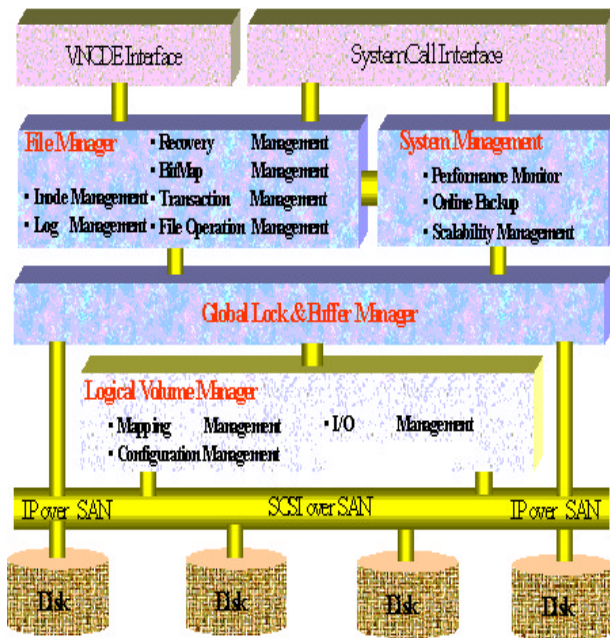 VNODE Interface
SystemCall Interface
File Manager
• Recovery Management
• BitMap Management
• Inode Management
• Transaction Management
• Log Management
• File Operation Management
System Management
• Performance Monitor
• Online Backup
• Scalability Management
Global Lock & Buffer Manager
Logical Volume Manager
• Mapping Management
• I/O Management
• Configuration Management
IP over SAN
SCSI over SAN
IP over SAN
Disk
Disk
Disk
Disk